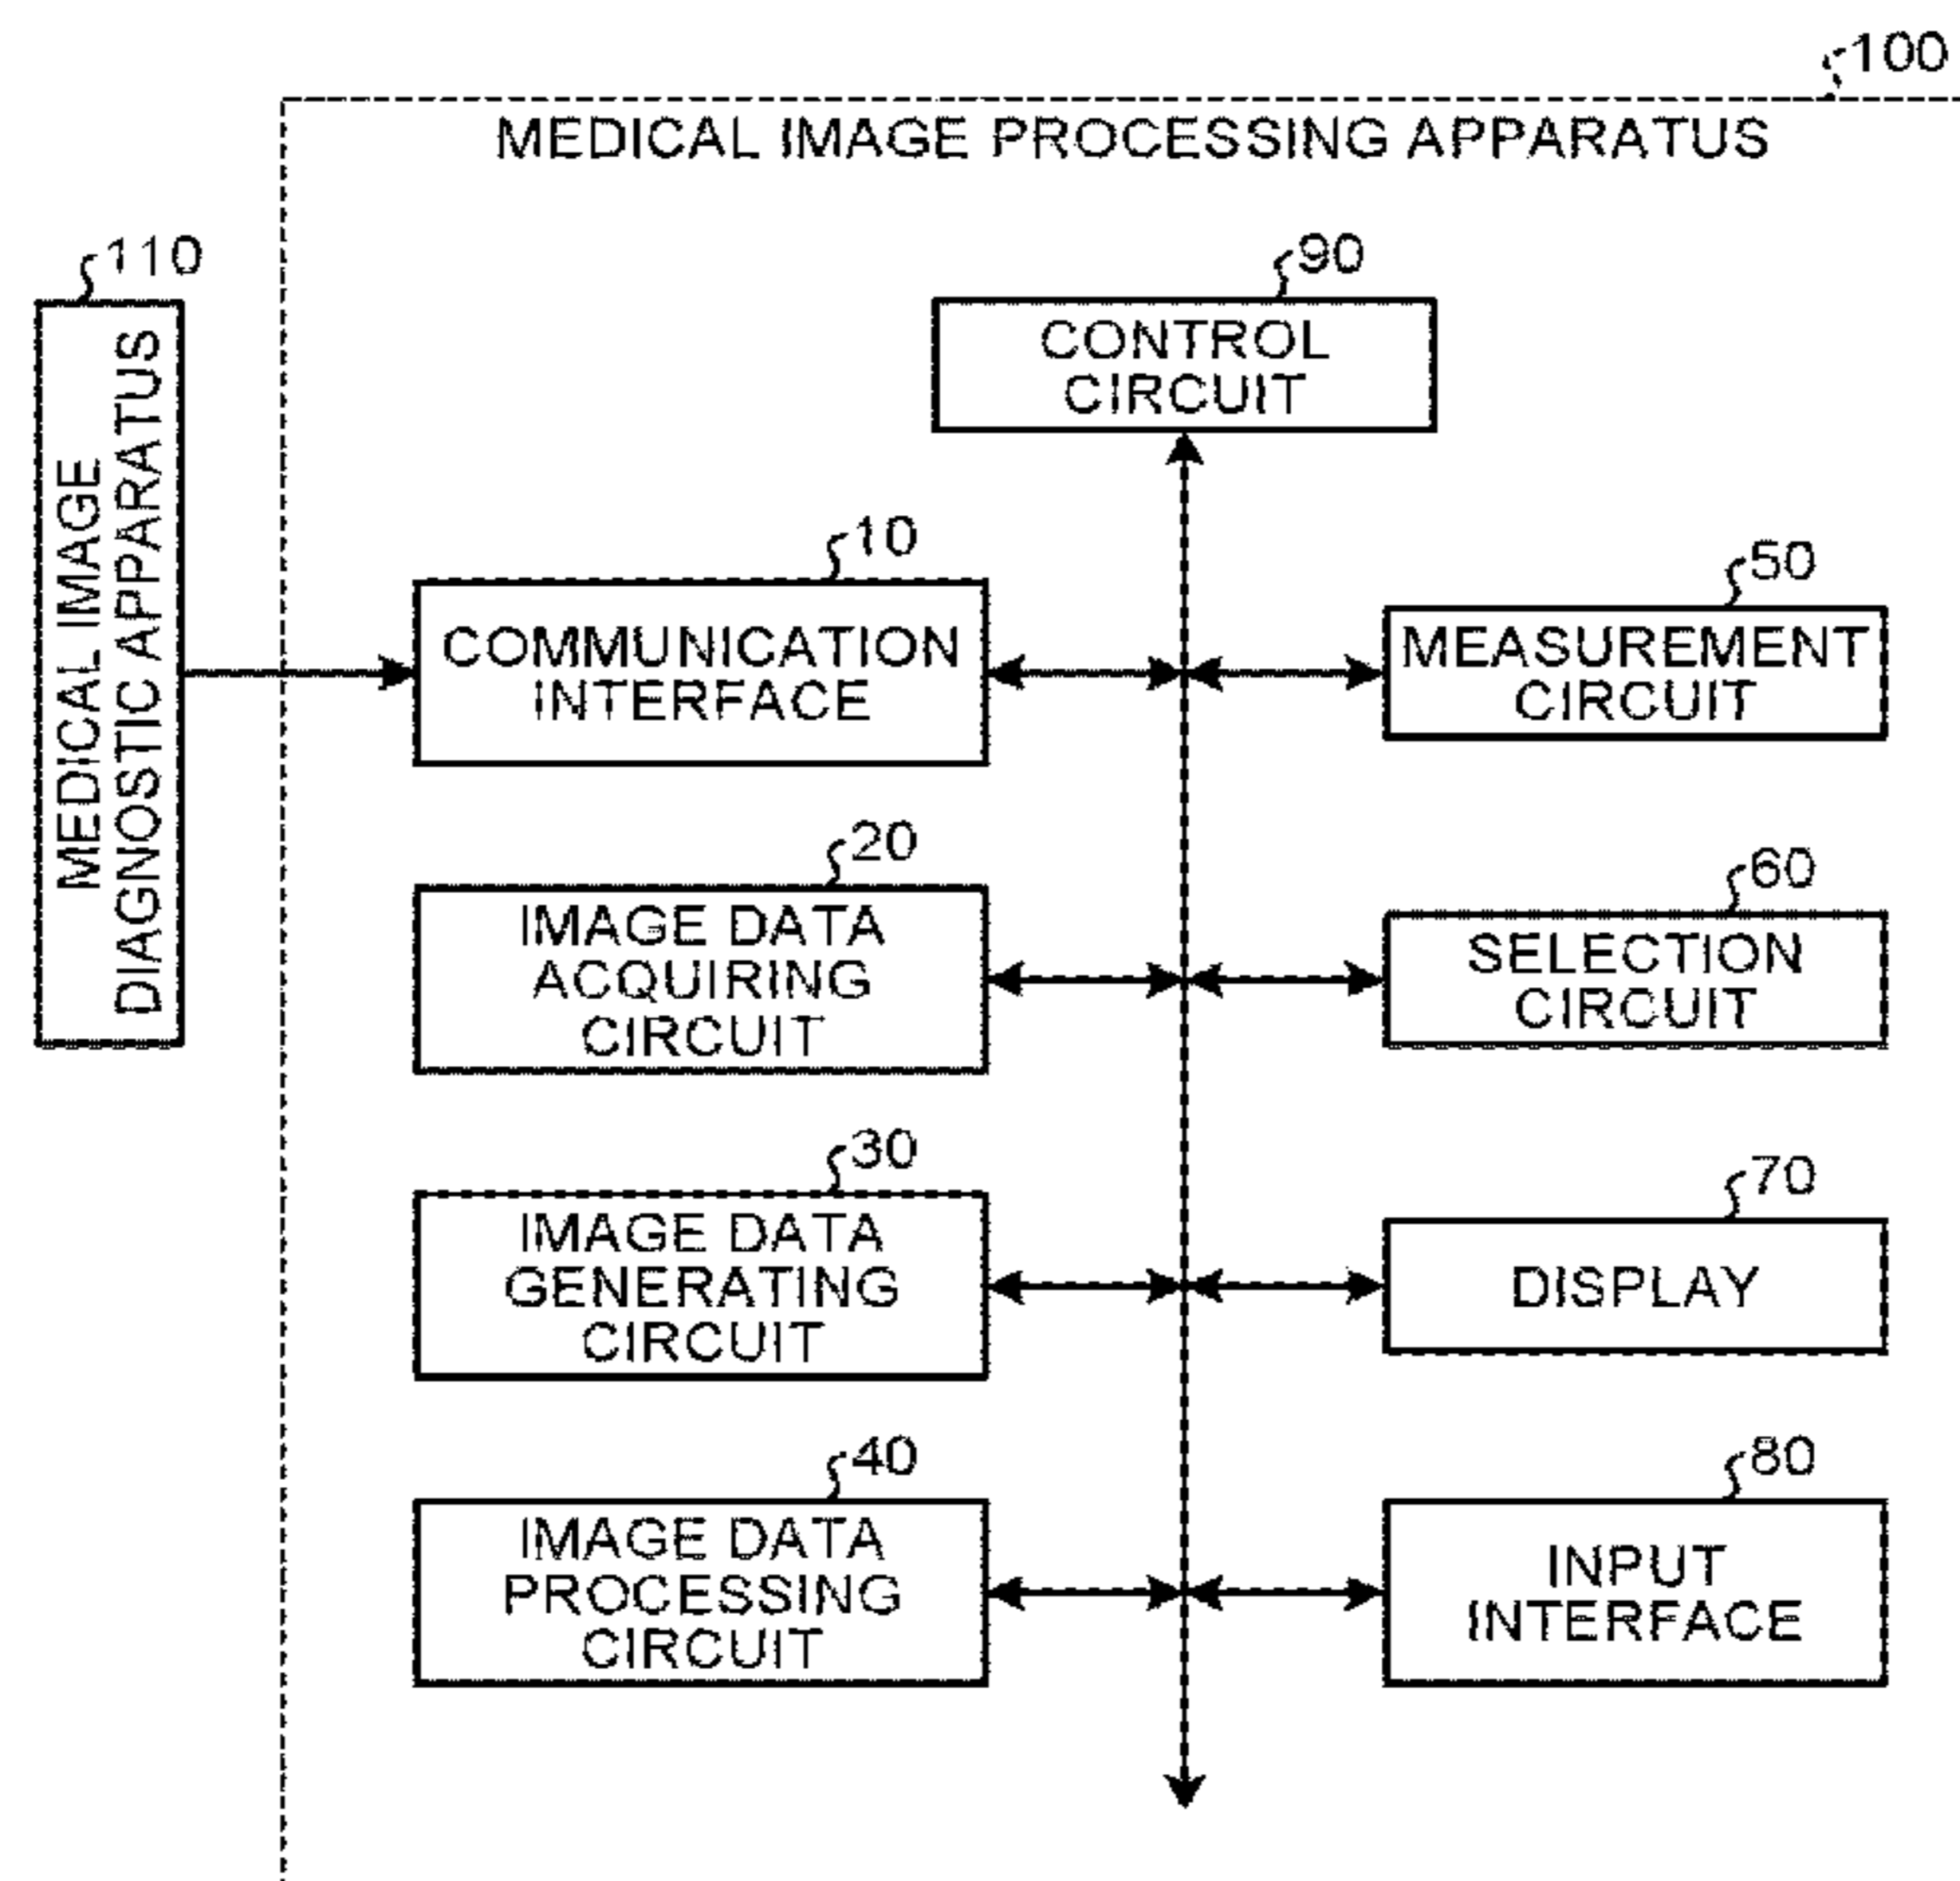 100
MEDICAL IMAGE PROCESSING APPARATUS
110
MEDICAL IMAGE
DIAGNOSTIC APPARATUS
90
CONTROL
CIRCUIT
10
COMMUNICATION
INTERFACE
50
MEASUREMENT
CIRCUIT
20
IMAGE DATA
ACQUIRING
CIRCUIT
60
SELECTION
CIRCUIT
30
IMAGE DATA
GENERATING
CIRCUIT
70
DISPLAY
40
IMAGE DATA
PROCESSING
CIRCUIT
80
INPUT
INTERFACE